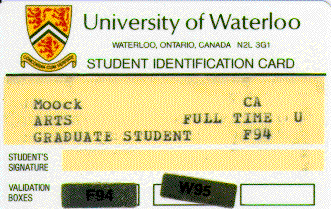 University of Waterloo
WATERLOO, ONTARIO, CANADA N2L 3G1
STUDENT IDENTIFICATION CARD
Moock CA
ARTS FULL TIME U
GRADUATE STUDENT F94
STUDENT'S
SIGNATURE
VALIDATION
BOXES
F94 W95